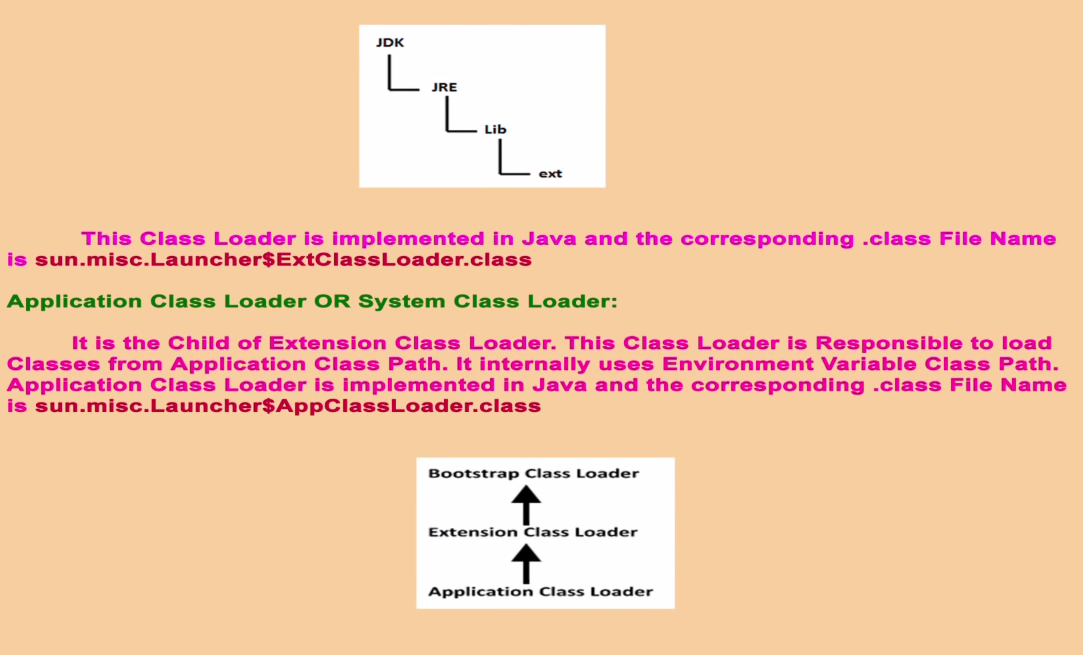 JDK
JRE
Lib
ext
This Class Loader is implemented in Java and the corresponding .class File Name
is sun.misc.Launcher$ExtClassLoader.class
Application Class Loader OR System Class Loader:
It is the Child of Extension Class Loader. This Class Loader is Responsible to load
Classes from Application Class Path. It internally uses Environment Variable Class Path.
Application Class Loader is implemented in Java and the corresponding .class File Name
is sun.misc.Launcher$AppClassLoader.class
Bootstrap Class Loader
Extension Class Loader
Application Class Loader